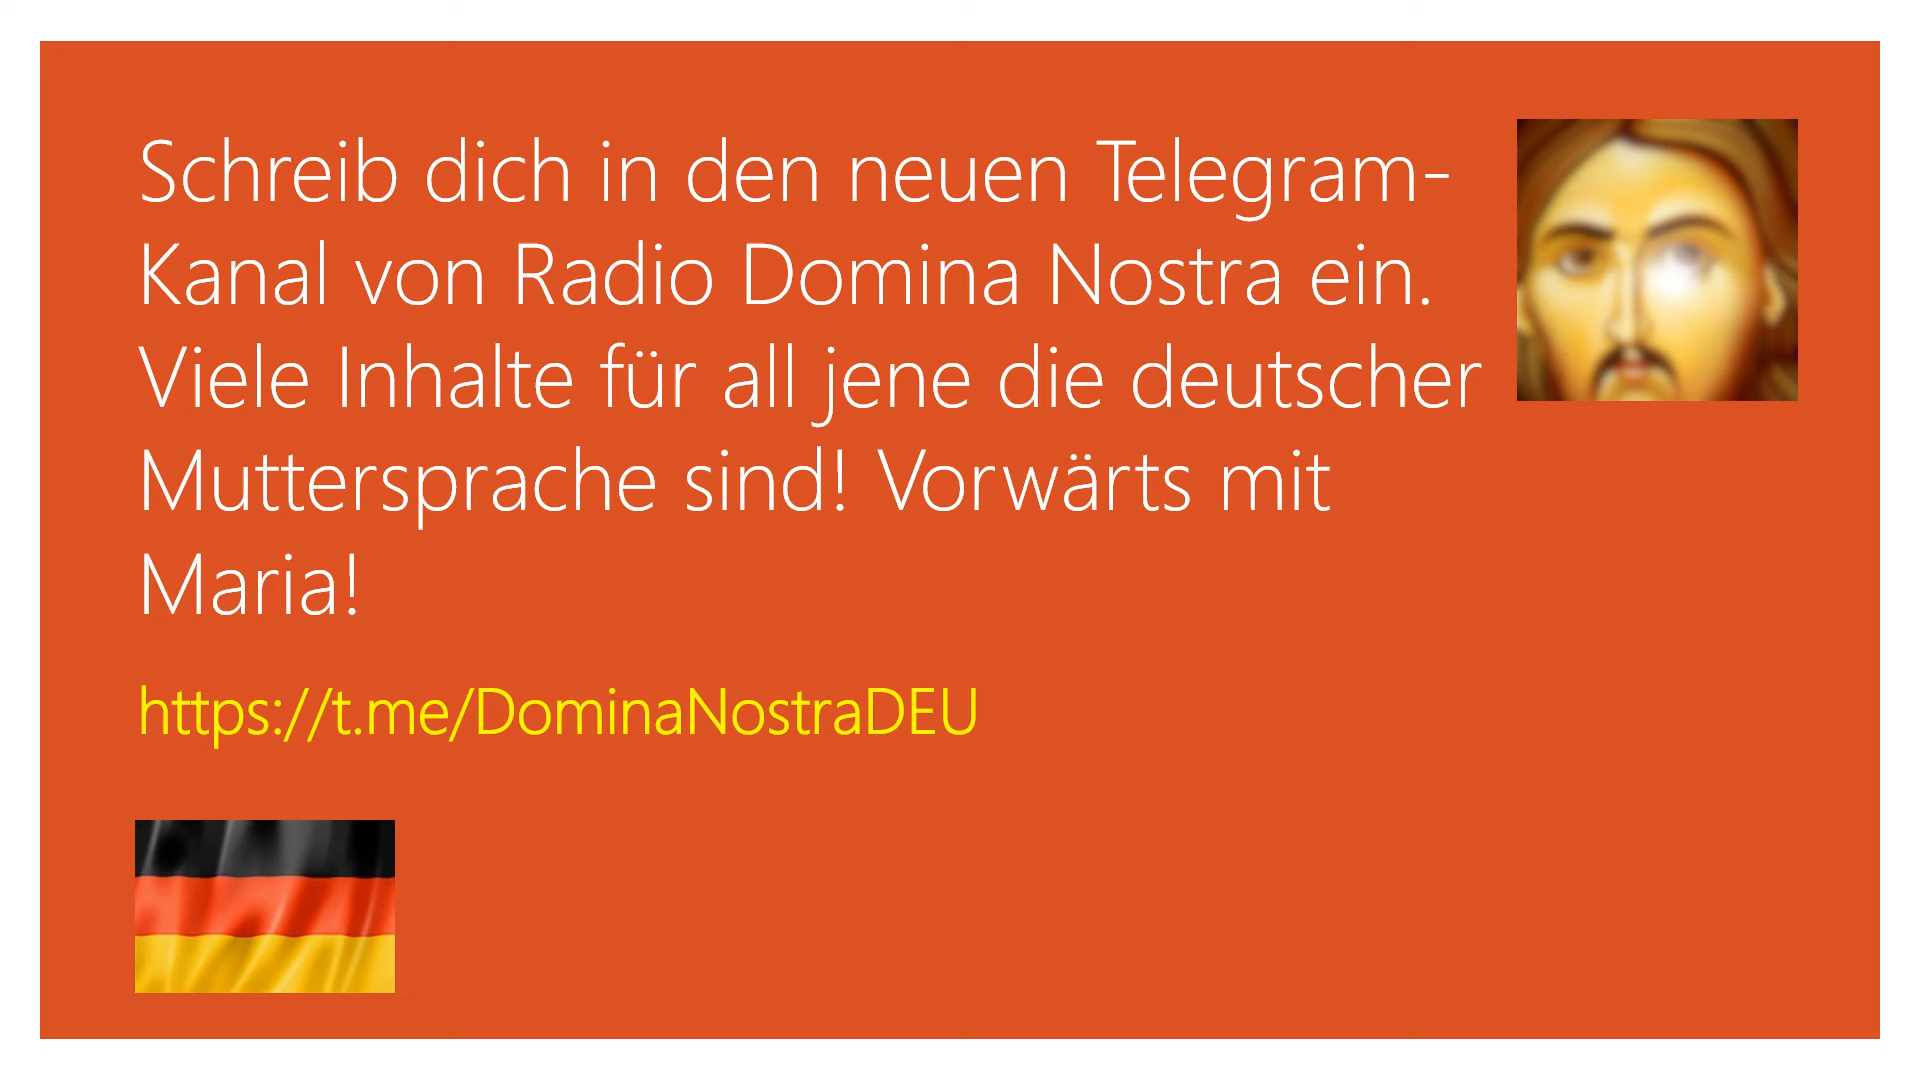 Schreib dich in den neuen Telegram-
Kanal von Radio Domina Nostra ein.
Viele Inhalte für all jene die deutscher
Muttersprache sind! Vorwärts mit
Maria!
https://t.me/DominaNostraDEU